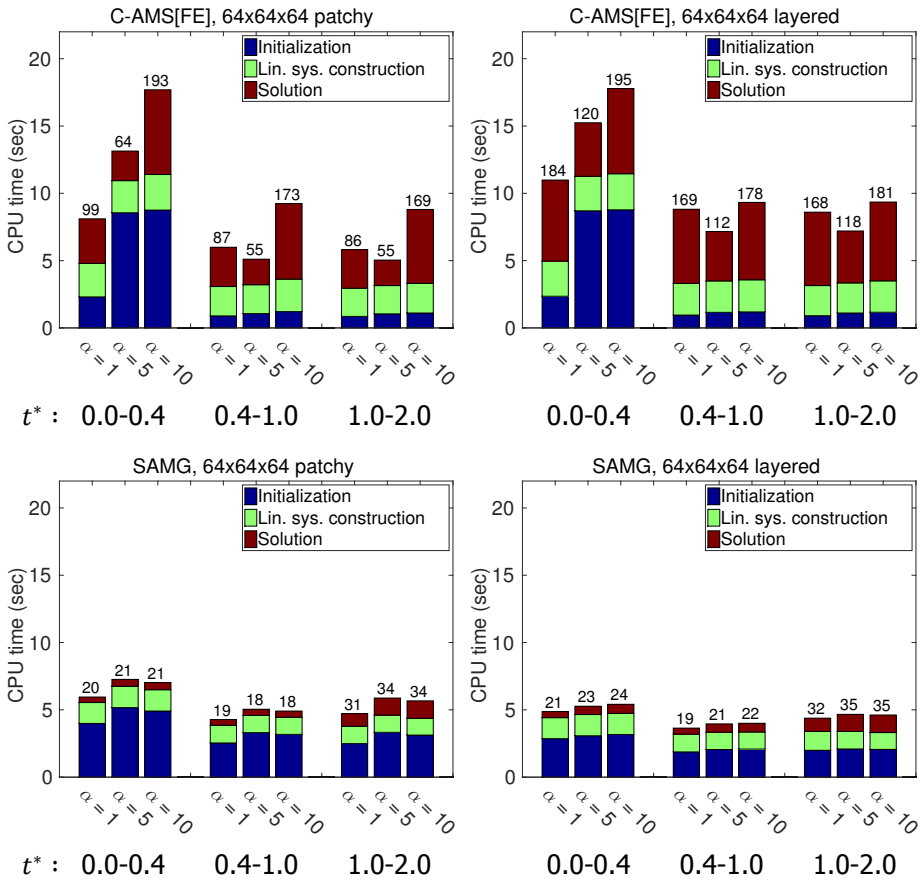 C-AMS[FE], 64x64x64 patchy
Initialization
Lin. sys. construction
Solution
CPU time (sec)
20
15
10
5
0
99
64
193
87
55
173
86
55
169
α = 1
α = 5
α = 10
α = 1
α = 5
α = 10
α = 1
α = 5
α = 10
t* : 0.0-0.4 0.4-1.0 1.0-2.0
C-AMS[FE], 64x64x64 layered
Initialization
Lin. sys. construction
Solution
CPU time (sec)
20
15
10
5
0
184
120
195
169
112
178
168
118
181
α = 1
α = 5
α = 10
α = 1
α = 5
α = 10
α = 1
α = 5
α = 10
t* : 0.0-0.4 0.4-1.0 1.0-2.0
SAMG, 64x64x64 patchy
Initialization
Lin. sys. construction
Solution
CPU time (sec)
20
15
10
5
0
20
21
21
19
18
18
31
34
34
α = 1
α = 5
α = 10
α = 1
α = 5
α = 10
α = 1
α = 5
α = 10
t* : 0.0-0.4 0.4-1.0 1.0-2.0
SAMG, 64x64x64 layered
Initialization
Lin. sys. construction
Solution
CPU time (sec)
20
15
10
5
0
21
23
24
19
21
22
32
35
35
α = 1
α = 5
α = 10
α = 1
α = 5
α = 10
α = 1
α = 5
α = 10
t* : 0.0-0.4 0.4-1.0 1.0-2.0